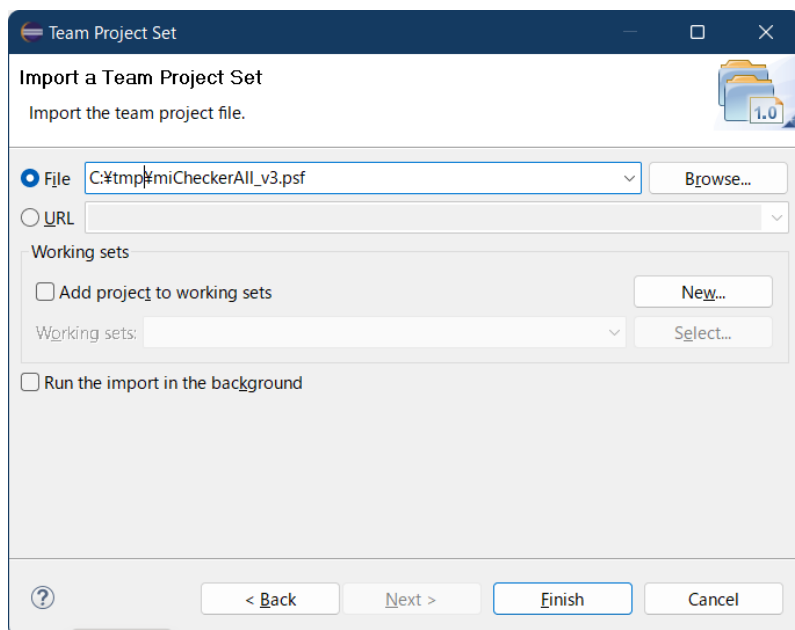 Team Project Set
Import a Team Project Set
Import the team project file.
1.0
File C:¥tmp¥miCheckerAll_v3.psf Browse...
URL
Working sets
Add project to working sets New...
Working sets: Select...
Run the import in the background
? < Back Next > Finish Cancel